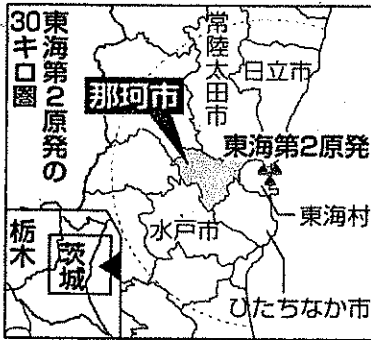 東海第2原発の
30キロ圏
常陸太田市
日立市
那珂市
東海第2原発
東海村
水戸市
ひたちなか市
栃木
茨城